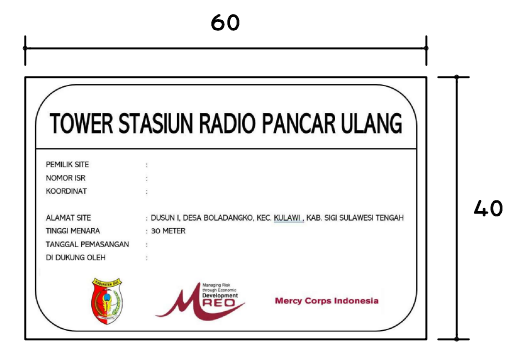 60
TOWER STASIUN RADIO PANCAR ULANG
PEMILIK SITE :
NOMOR ISR :
KOORDINAT :
ALAMAT SITE : DUSUN I, DESA BOLADANGKO, KEC. KULAWI , KAB. SIGI SULAWESI TENGAH
TINGGI MENARA : 30 METER
TANGGAL PEMASANGAN :
DI DUKUNG OLEH :
40
Managing Risk
through Economic
Development
MRED
Mercy Corps Indonesia